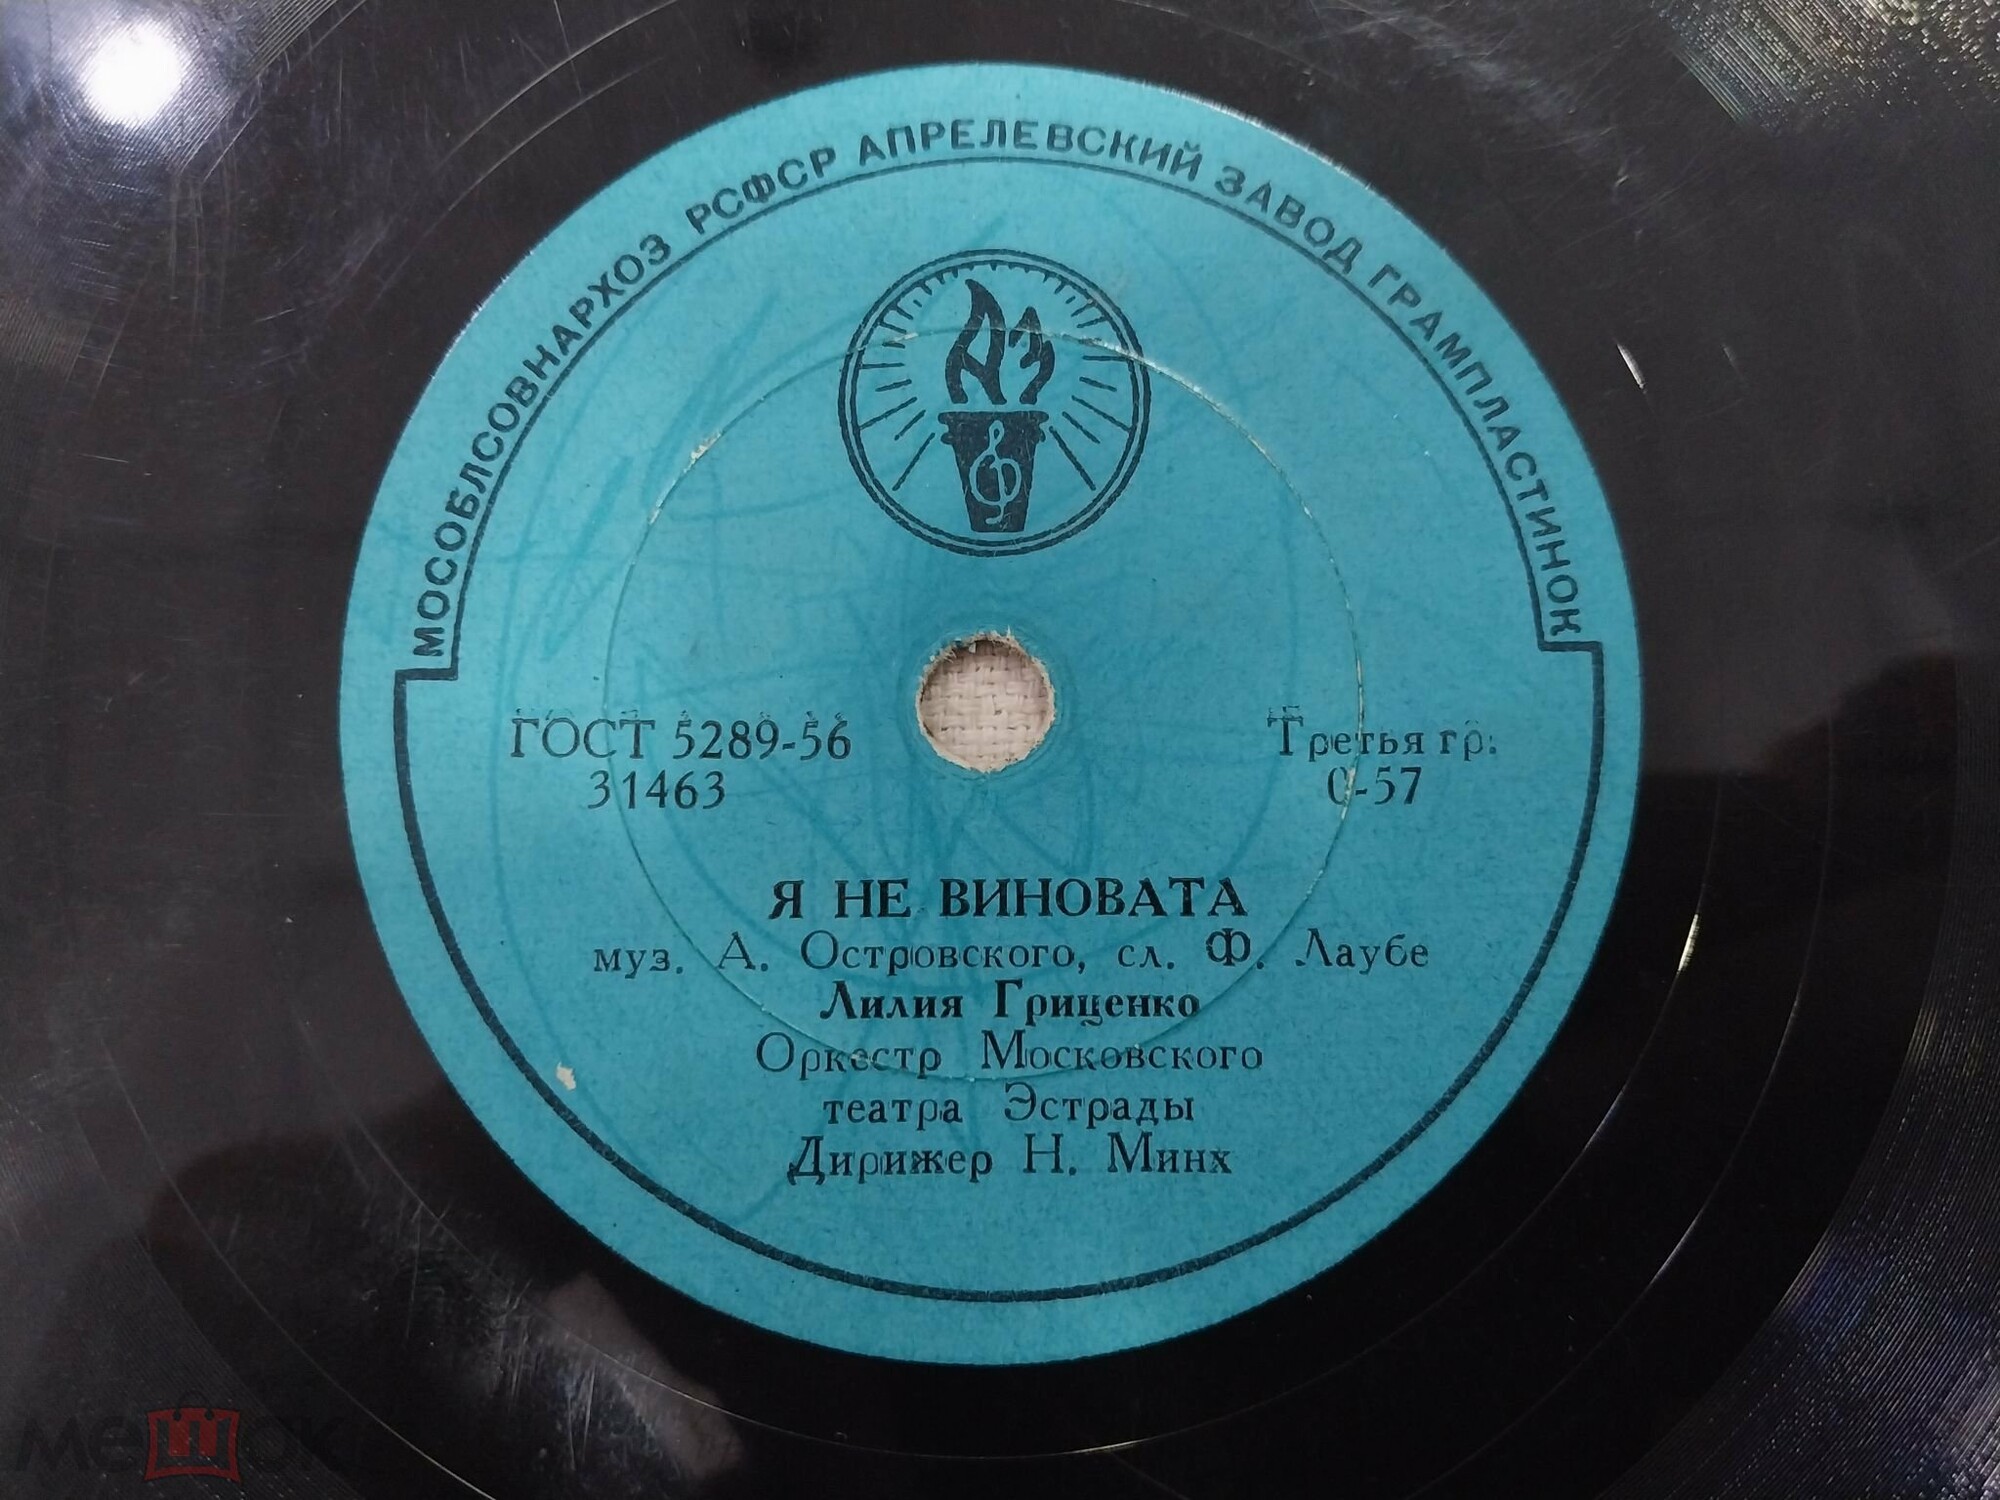 МОСОБЛСОВНАРХОЗ РСФСР АПРЕЛЕВСКИЙ ЗАВОД ГРАМПЛАСТИНОК
АЗ
ГОСТ 5289-56
31463
Третья гр.
0-57
Я НЕ ВИНОВАТА
муз. А. Островского, сл. Ф. Лаубе
Лилия Гриценко
Оркестр Московского
театра Эстрады
Дирижер Н. Минх
мешок